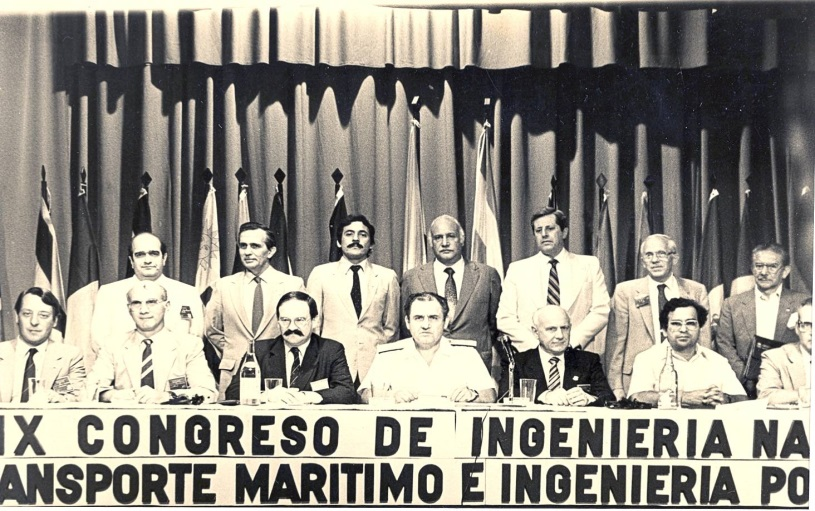 IX CONGRESO DE INGENIERIA NA
ANSPORTE MARITIMO E INGENIERIA PO